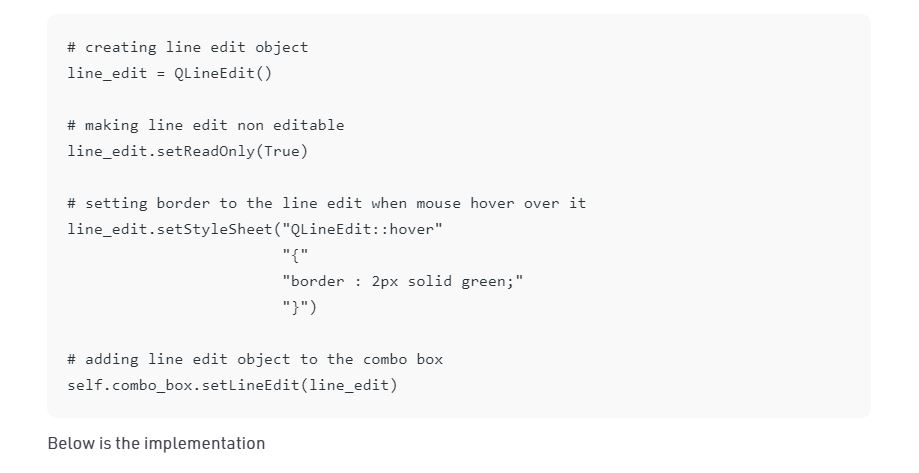 # creating line edit object
line_edit = QLineEdit()
# making line edit non editable
line_edit.setReadOnly(True)
# setting border to the line edit when mouse hover over it
line_edit.setStyleSheet("QLineEdit::hover"
"{"
"border : 2px solid green;"
"}")
# adding line edit object to the combo box
self.combo_box.setLineEdit(line_edit)
Below is the implementation